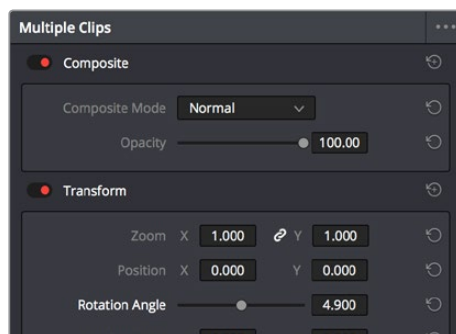 Multiple Clips
Composite
Composite Mode Normal
Opacity 100.00
Transform
Zoom X 1.000 Y 1.000
Position X 0.000 Y 0.000
Rotation Angle 4.900